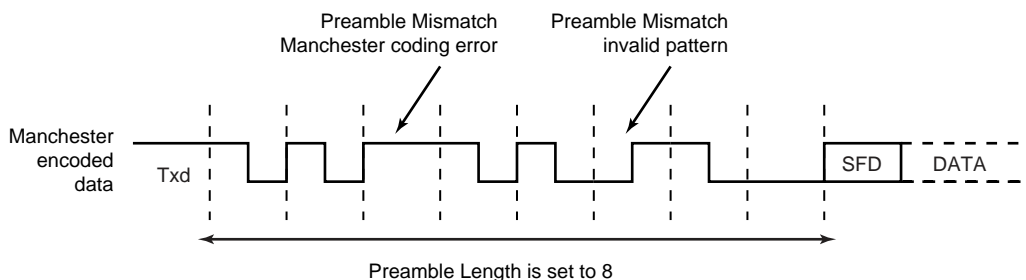 Preamble Mismatch
Manchester coding error
Preamble Mismatch
invalid pattern
Manchester
encoded
data
Txd
SFD
DATA
Preamble Length is set to 8